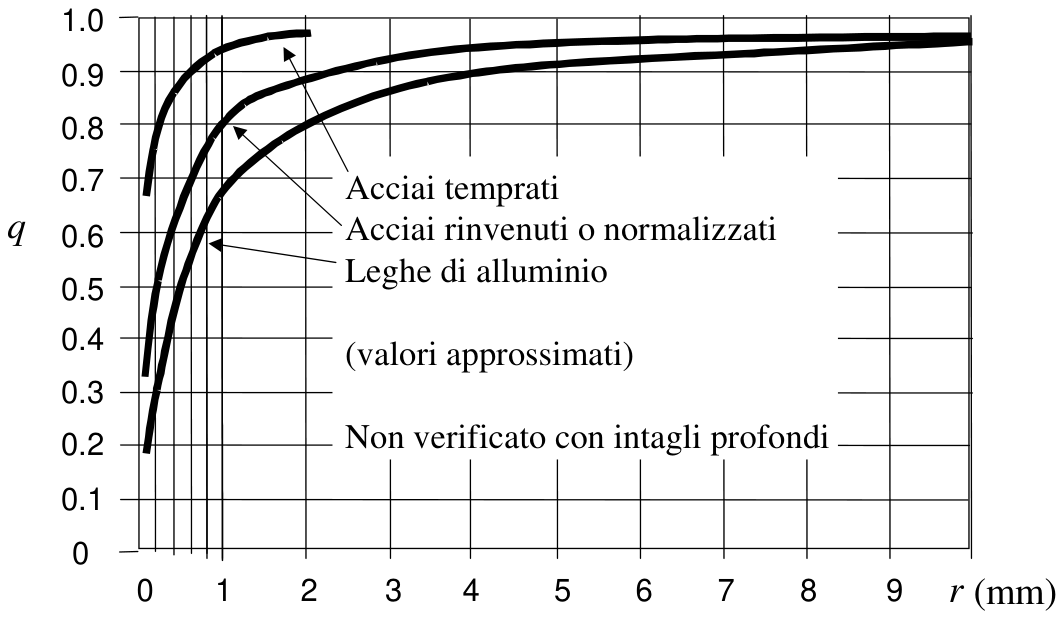 1.0
0.9
0.8
0.7
0.6
0.5
0.4
0.3
0.2
0.1
0
q
Acciai temprati
Acciai rinvenuti o normalizzati
Leghe di alluminio
(valori approssimati)
Non verificato con intagli profondi
0 1 2 3 4 5 6 7 8 9 r (mm)